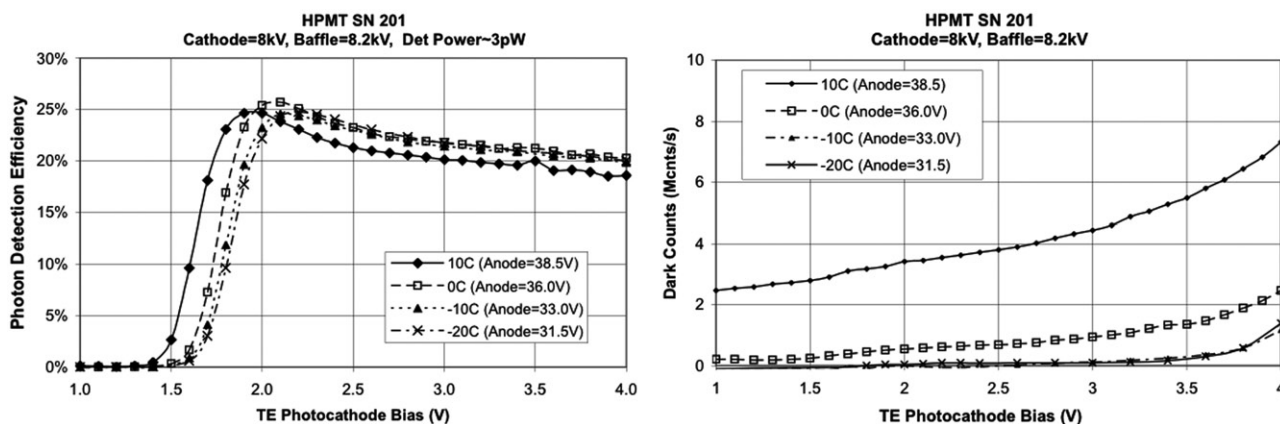 HPMT SN 201
Cathode=8kV, Baffle=8.2kV, Det Power~3pW
30%
25%
20%
15%
10%
5%
0%
Photon Detection Efficiency
10C (Anode=38.5V)
0C (Anode=36.0V)
-10C (Anode=33.0V)
-20C (Anode=31.5V)
1.0 1.5 2.0 2.5 3.0 3.5 4.0
TE Photocathode Bias (V)
HPMT SN 201
Cathode=8kV, Baffle=8.2kV
10
8
6
4
2
0
Dark Counts (Mcnts/s)
10C (Anode=38.5)
0C (Anode=36.0V)
-10C (Anode=33.0V)
-20C (Anode=31.5)
1 1.5 2 2.5 3 3.5 4
TE Photocathode Bias (V)